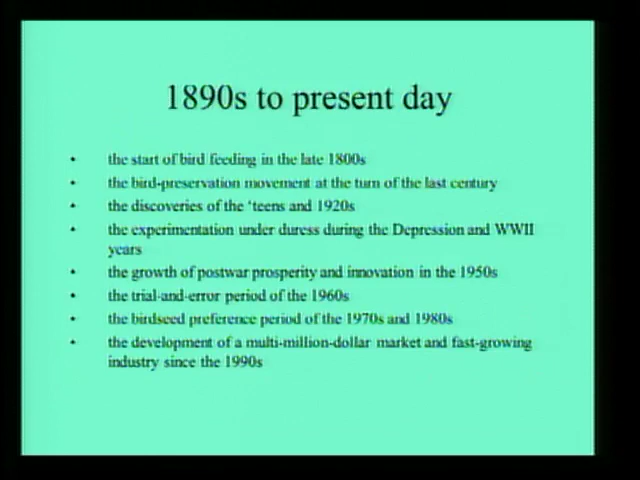 1890s to present day
• the start of bird feeding in the late 1800s
• the bird-preservation movement at the turn of the last century
• the discoveries of the ‘teens and 1920s
• the experimentation under duress during the Depression and WWII
years
• the growth of postwar prosperity and innovation in the 1950s
• the trial-and-error period of the 1960s
• the birdseed preference period of the 1970s and 1980s
• the development of a multi-million-dollar market and fast-growing
industry since the 1990s